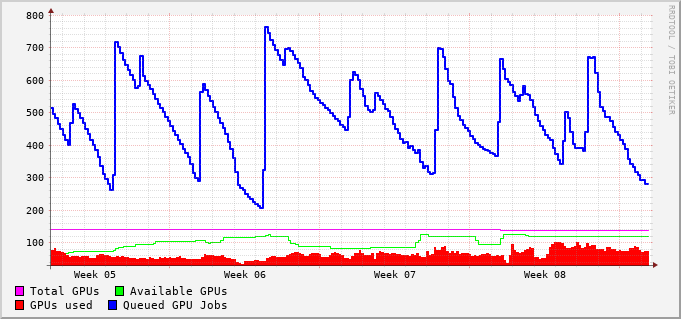 800
700
600
500
400
300
200
100
Week 05 Week 06 Week 07 Week 08
Total GPUs Available GPUs
GPUs used Queued GPU Jobs
RRDTOOL / TOBI OETIKER